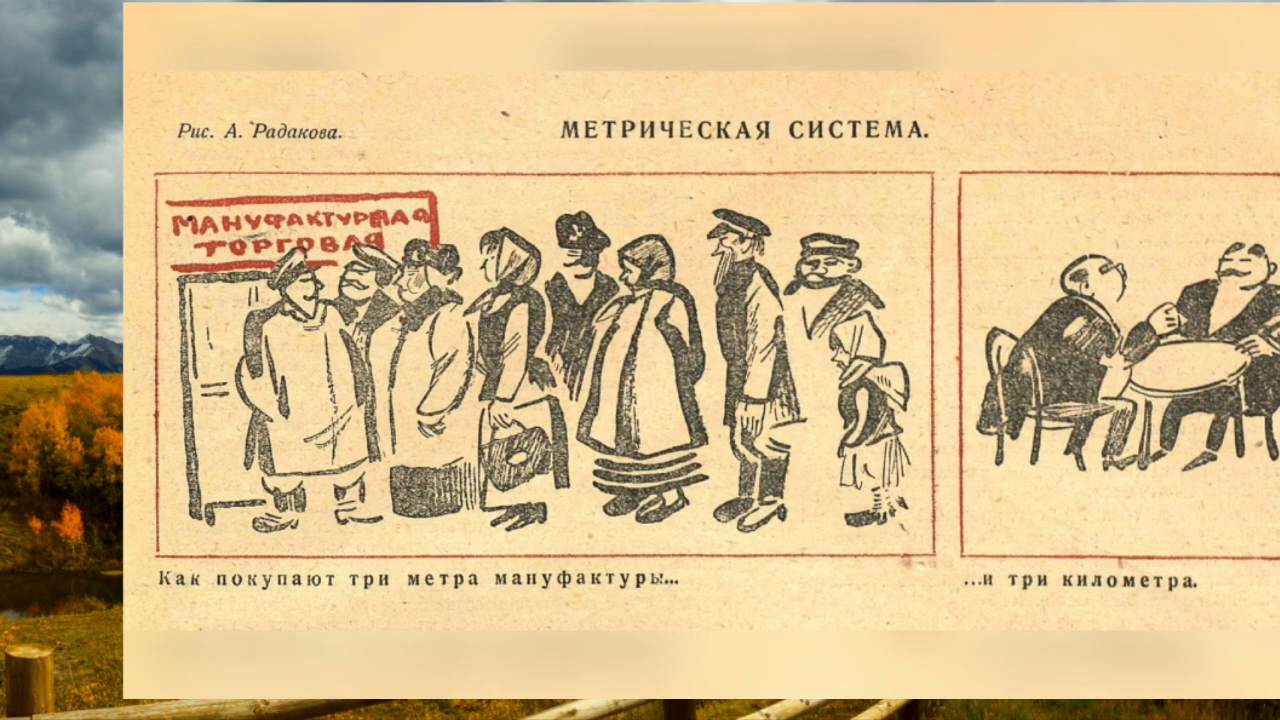 Рис. А. Радакова.
МЕТРИЧЕСКАЯ СИСТЕМА.
МАНУФАКТУРНАЯ
ТОРГОВАЯ
Как покупают три метра мануфактуры...
...и три километра.